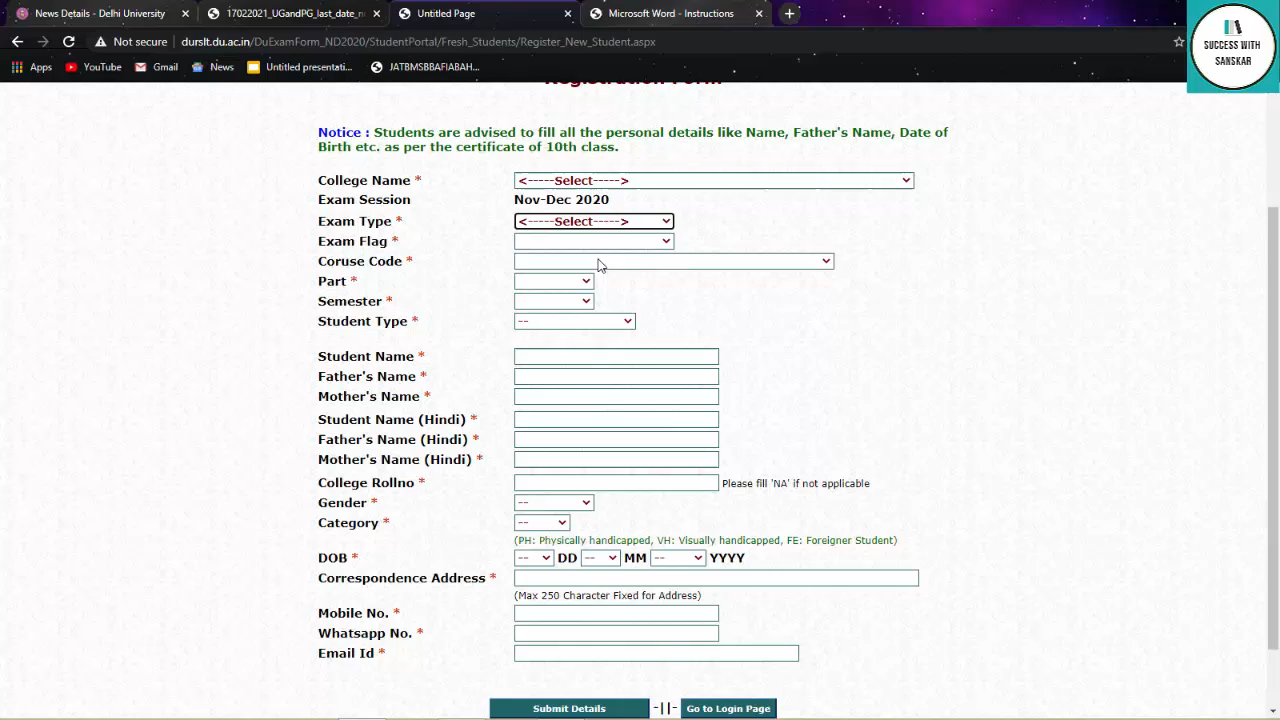 News Details - Delhi University
17022021_UGandPG_last_date_n
Untitled Page
Microsoft Word - Instructions
Not secure
durslt.du.ac.in/DuExamForm_ND2020/StudentPortal/Fresh_Students/Register_New_Student.aspx
SUCCESS WITH
SANSKAR
Apps
YouTube
Gmail
News
Untitled presentati...
JATBMSBBAFIABAH...
Registration Form
Notice : Students are advised to fill all the personal details like Name, Father's Name, Date of
Birth etc. as per the certificate of 10th class.
College Name * <-----Select----->
Exam Session Nov-Dec 2020
Exam Type * <-----Select----->
Exam Flag *
Coruse Code *
Part *
Semester *
Student Type * --
Student Name *
Father's Name *
Mother's Name *
Student Name (Hindi) *
Father's Name (Hindi) *
Mother's Name (Hindi) *
College Rollno * Please fill 'NA' if not applicable
Gender * --
Category * --
(PH: Physically handicapped, VH: Visually handicapped, FE: Foreigner Student)
DOB * -- DD -- MM -- YYYY
Correspondence Address *
(Max 250 Character Fixed for Address)
Mobile No. *
Whatsapp No. *
Email Id *
Submit Details -||- Go to Login Page